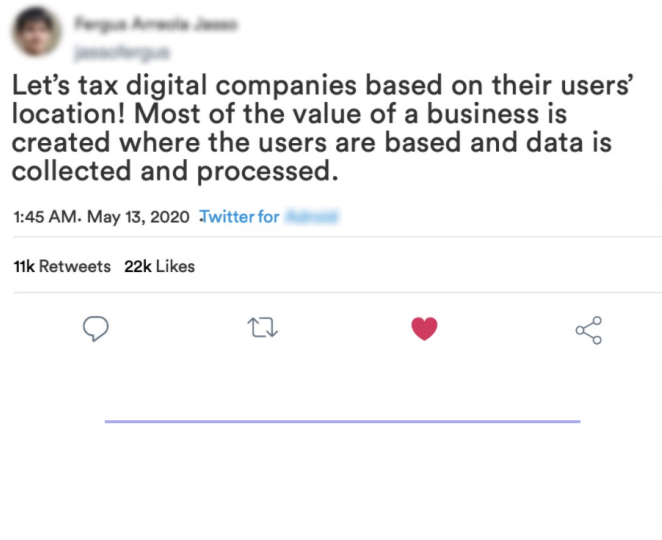 Let’s tax digital companies based on their users’
location! Most of the value of a business is
created where the users are based and data is
collected and processed.
1:45 AM. May 13, 2020 Twitter for
11k Retweets 22k Likes